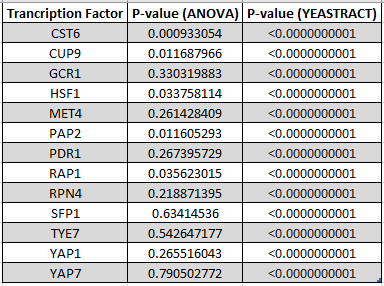 Trancription Factor P-value (ANOVA) P-value (YEASTRACT)
CST6 0.000933054 <0.0000000001
CUP9 0.011687966 <0.0000000001
GCR1 0.330319883 <0.0000000001
HSF1 0.033758114 <0.0000000001
MET4 0.261428409 <0.0000000001
PAP2 0.011605293 <0.0000000001
PDR1 0.267395729 <0.0000000001
RAP1 0.035623015 <0.0000000001
RPN4 0.218871395 <0.0000000001
SFP1 0.63414536 <0.0000000001
TYE7 0.542647177 <0.0000000001
YAP1 0.265516043 <0.0000000001
YAP7 0.790502772 <0.0000000001